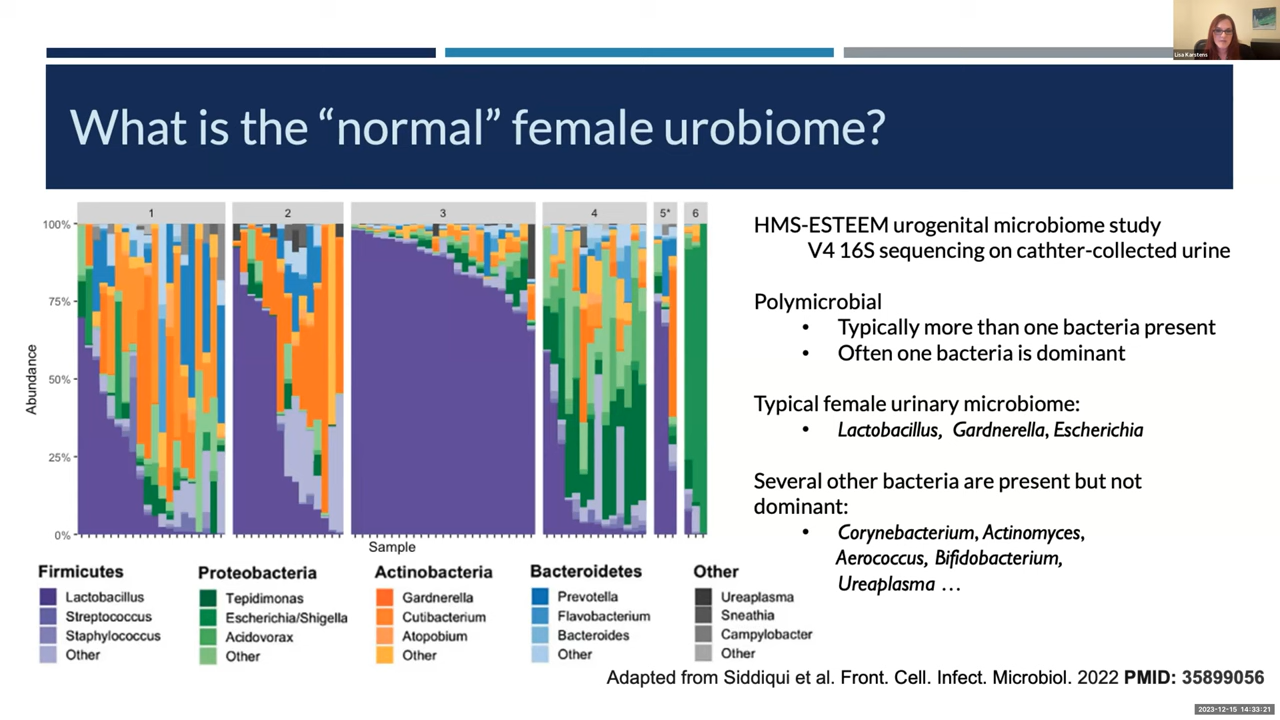 Lisa Karstens
What is the “normal” female urobiome?
1 2 3 4 5* 6
100%
75%
50%
25%
0%
Abundance
Sample
HMS-ESTEEM urogenital microbiome study
V4 16S sequencing on cathter-collected urine
Polymicrobial
• Typically more than one bacteria present
• Often one bacteria is dominant
Typical female urinary microbiome:
• Lactobacillus, Gardnerella, Escherichia
Several other bacteria are present but not
dominant:
• Corynebacterium, Actinomyces,
Aerococcus, Bifidobacterium,
Ureaplasma …
Firmicutes
Lactobacillus
Streptococcus
Staphylococcus
Other
Proteobacteria
Tepidimonas
Escherichia/Shigella
Acidovorax
Other
Actinobacteria
Gardnerella
Cutibacterium
Atopobium
Other
Bacteroidetes
Prevotella
Flavobacterium
Bacteroides
Other
Other
Ureaplasma
Sneathia
Campylobacter
Other
Adapted from Siddiqui et al. Front. Cell. Infect. Microbiol. 2022 PMID: 35899056
2023-12-15 14:33:21